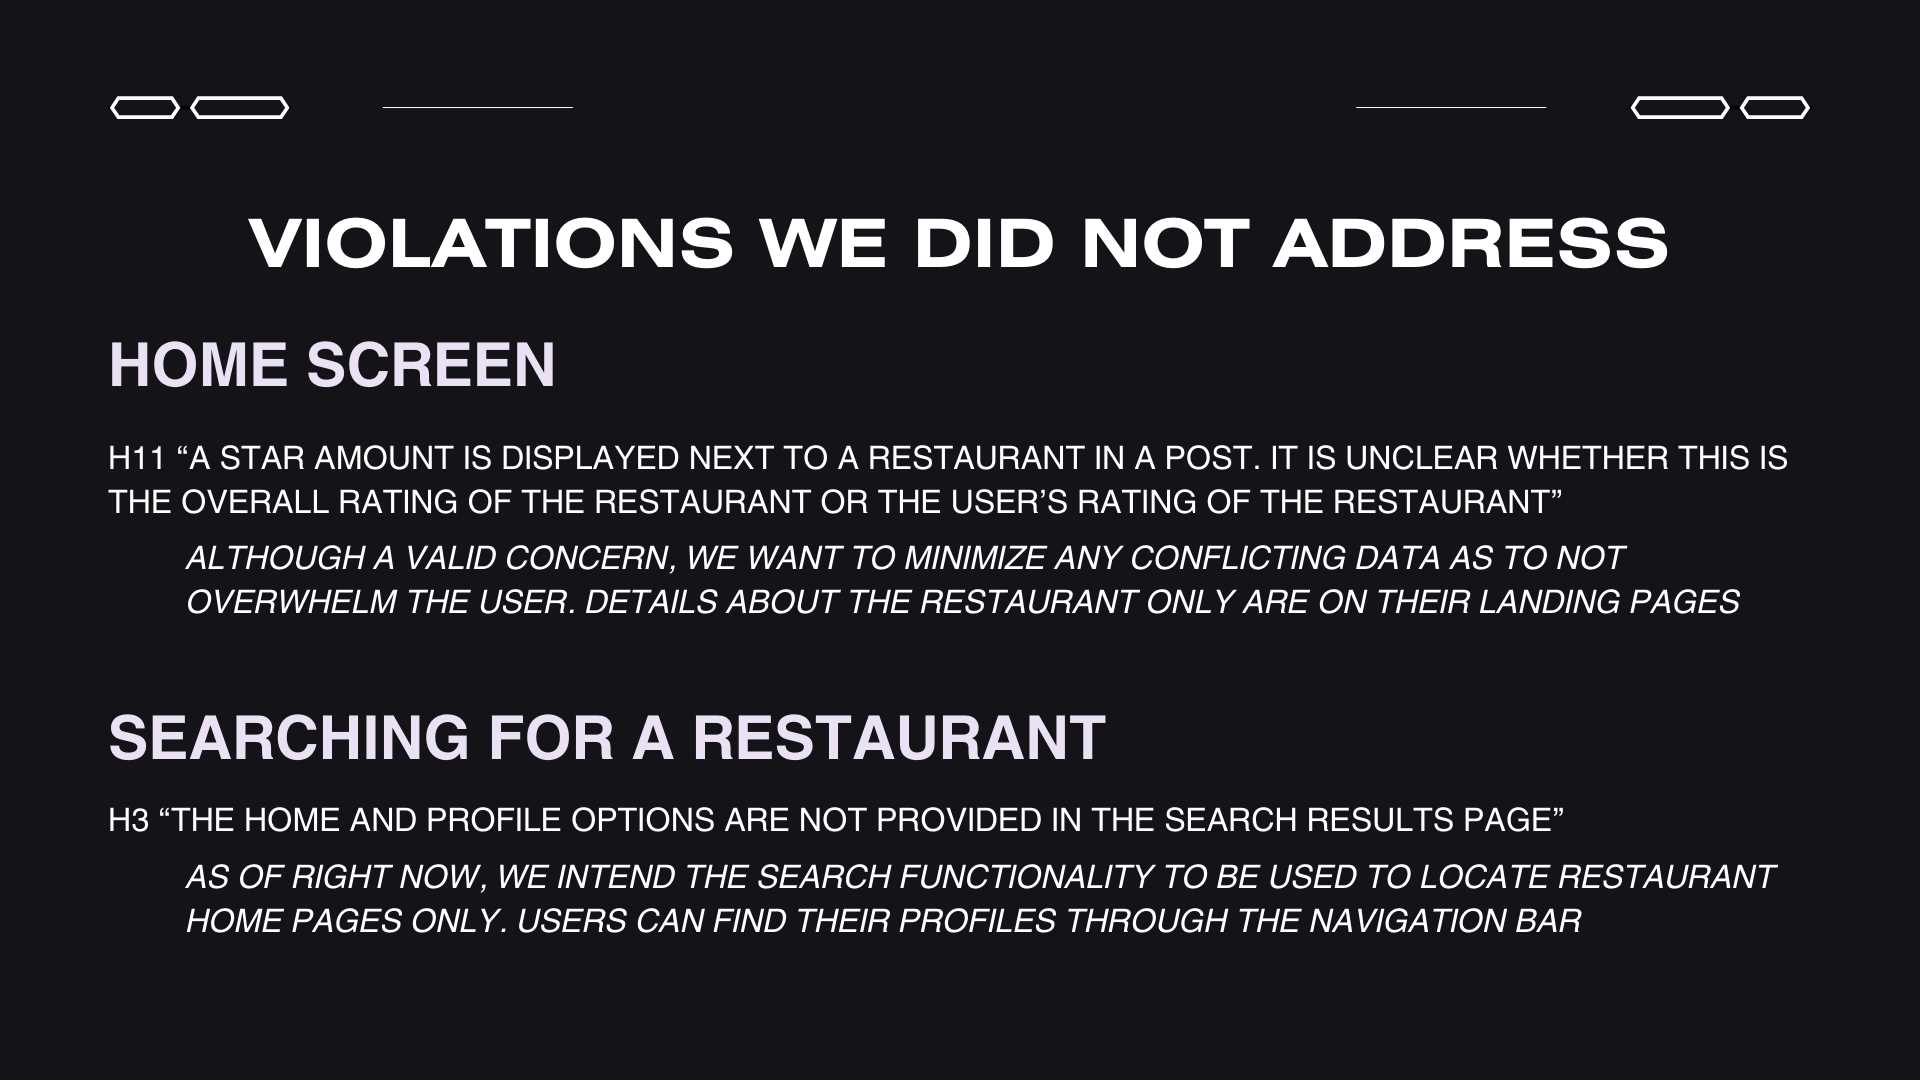 VIOLATIONS WE DID NOT ADDRESS
HOME SCREEN
H11 “A STAR AMOUNT IS DISPLAYED NEXT TO A RESTAURANT IN A POST. IT IS UNCLEAR WHETHER THIS IS
THE OVERALL RATING OF THE RESTAURANT OR THE USER’S RATING OF THE RESTAURANT”
ALTHOUGH A VALID CONCERN, WE WANT TO MINIMIZE ANY CONFLICTING DATA AS TO NOT
OVERWHELM THE USER. DETAILS ABOUT THE RESTAURANT ONLY ARE ON THEIR LANDING PAGES
SEARCHING FOR A RESTAURANT
H3 “THE HOME AND PROFILE OPTIONS ARE NOT PROVIDED IN THE SEARCH RESULTS PAGE”
AS OF RIGHT NOW, WE INTEND THE SEARCH FUNCTIONALITY TO BE USED TO LOCATE RESTAURANT
HOME PAGES ONLY. USERS CAN FIND THEIR PROFILES THROUGH THE NAVIGATION BAR